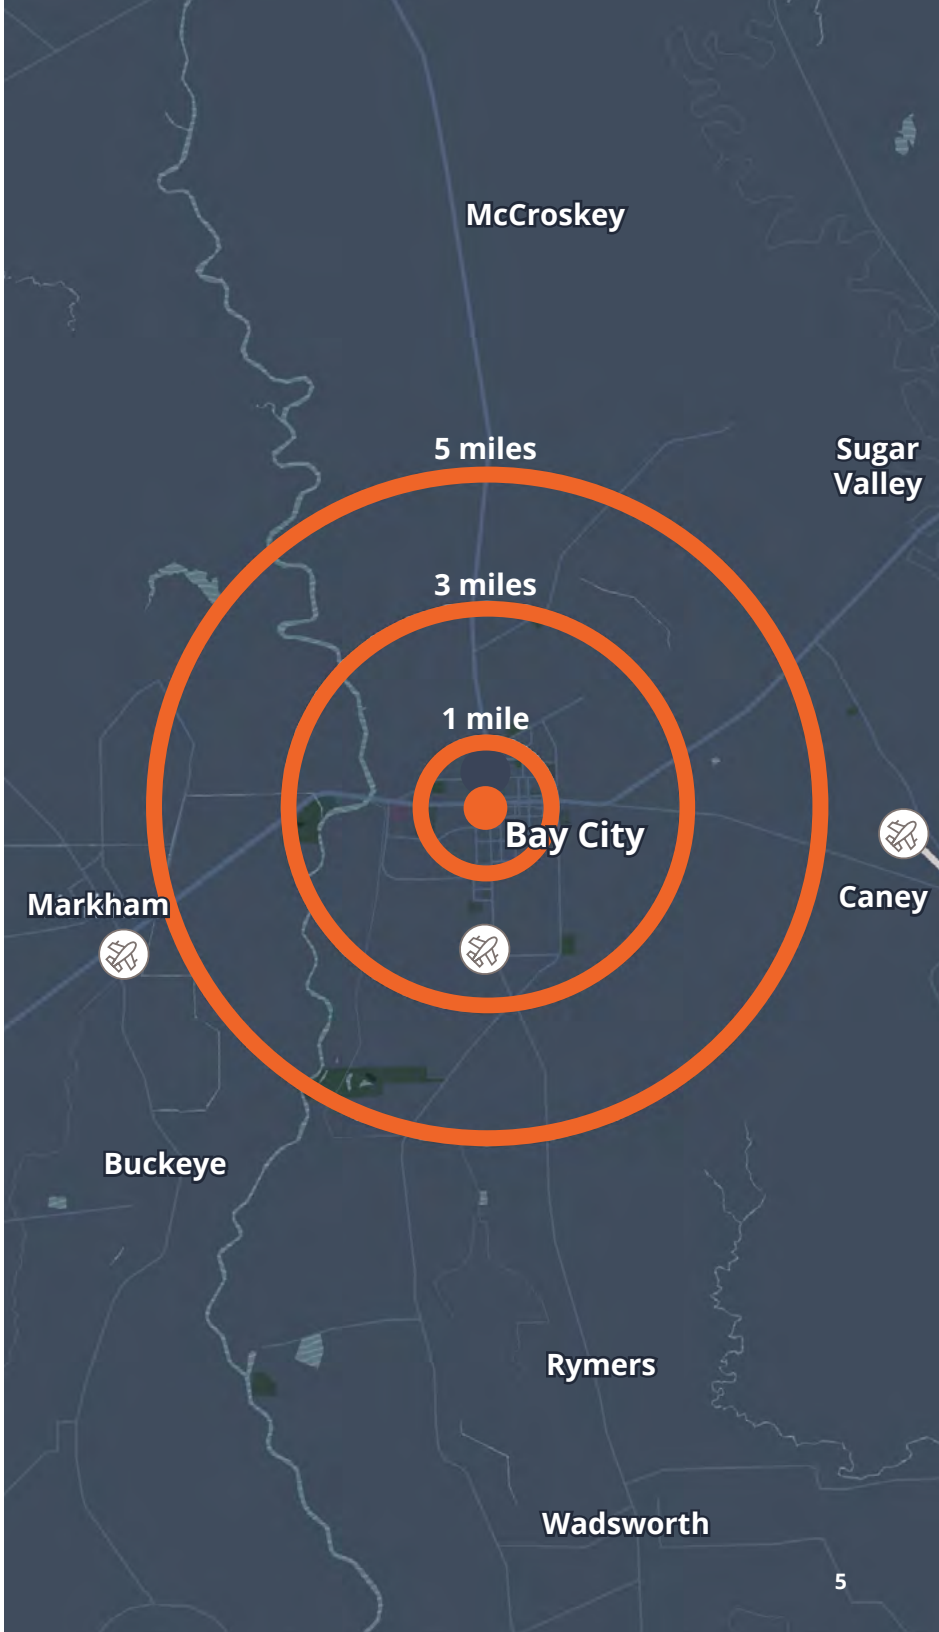 McCroskey
5 miles
Sugar
Valley
3 miles
1 mile
Bay City
Caney
Markham
Buckeye
Rymers
Wadsworth
5